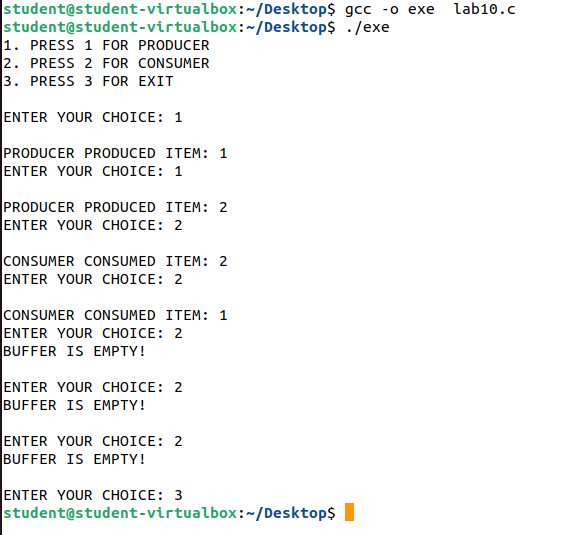 student@student-virtualbox:~/Desktop$ gcc -o exe  lab10.c
student@student-virtualbox:~/Desktop$ ./exe
1. PRESS 1 FOR PRODUCER
2. PRESS 2 FOR CONSUMER
3. PRESS 3 FOR EXIT
ENTER YOUR CHOICE: 1
PRODUCER PRODUCED ITEM: 1
ENTER YOUR CHOICE: 1
PRODUCER PRODUCED ITEM: 2
ENTER YOUR CHOICE: 2
CONSUMER CONSUMED ITEM: 2
ENTER YOUR CHOICE: 2
CONSUMER CONSUMED ITEM: 1
ENTER YOUR CHOICE: 2
BUFFER IS EMPTY!
ENTER YOUR CHOICE: 2
BUFFER IS EMPTY!
ENTER YOUR CHOICE: 2
BUFFER IS EMPTY!
ENTER YOUR CHOICE: 3
student@student-virtualbox:~/Desktop$